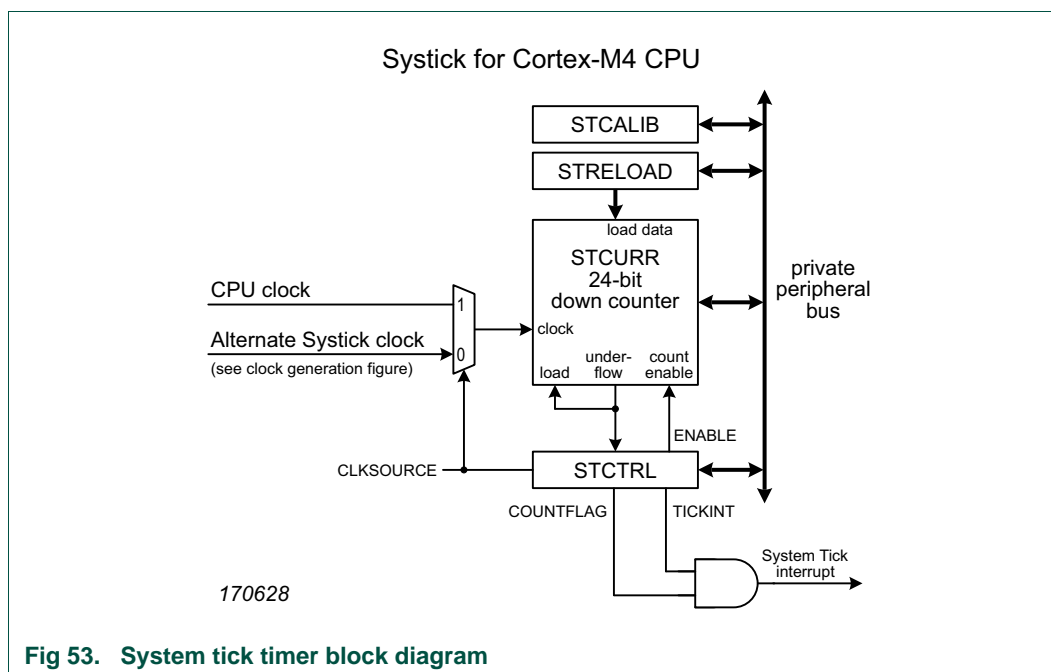 Systick for Cortex-M4 CPU
STCALIB
STRELOAD
load data
STCURR
24-bit
down counter
private
peripheral
bus
CPU clock
1
clock
Alternate Systick clock
0
(see clock generation figure)
load
under-
flow
count
enable
ENABLE
CLKSOURCE
STCTRL
COUNTFLAG
TICKINT
System Tick
interrupt
170628
Fig 53. System tick timer block diagram